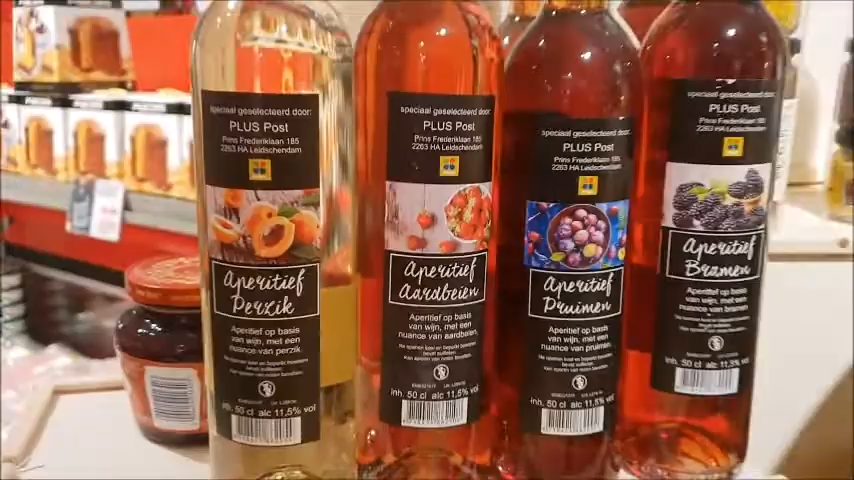 speciaal geselecteerd door:
PLUS Post
Prins Frederiklaan 185
2263 HA Leidschendam
Aperitief
Perzik
Aperitief op basis
van wijn, met een
nuance van perzik.
inh. 50 cl alc 11.5% vol
speciaal geselecteerd door:
PLUS Post
Prins Frederiklaan 185
2263 HA Leidschendam
Aperitief
Aardbeien
Aperitief op basis
van wijn, met een
nuance van aardbeien.
inh. 50 cl alc 11.5% vol
speciaal geselecteerd door:
PLUS Post
Prins Frederiklaan 185
2263 HA Leidschendam
Aperitief
Pruimen
Aperitief op basis
van wijn, met een
nuance van pruimen.
inh. 50 cl alc 11.5% vol
speciaal geselecteerd door:
PLUS Post
Prins Frederiklaan 185
2263 HA Leidschendam
Aperitief
Bramen
Aperitief op basis
van wijn, met een
nuance van bramen.
inh. 50 cl alc 11.5% vol